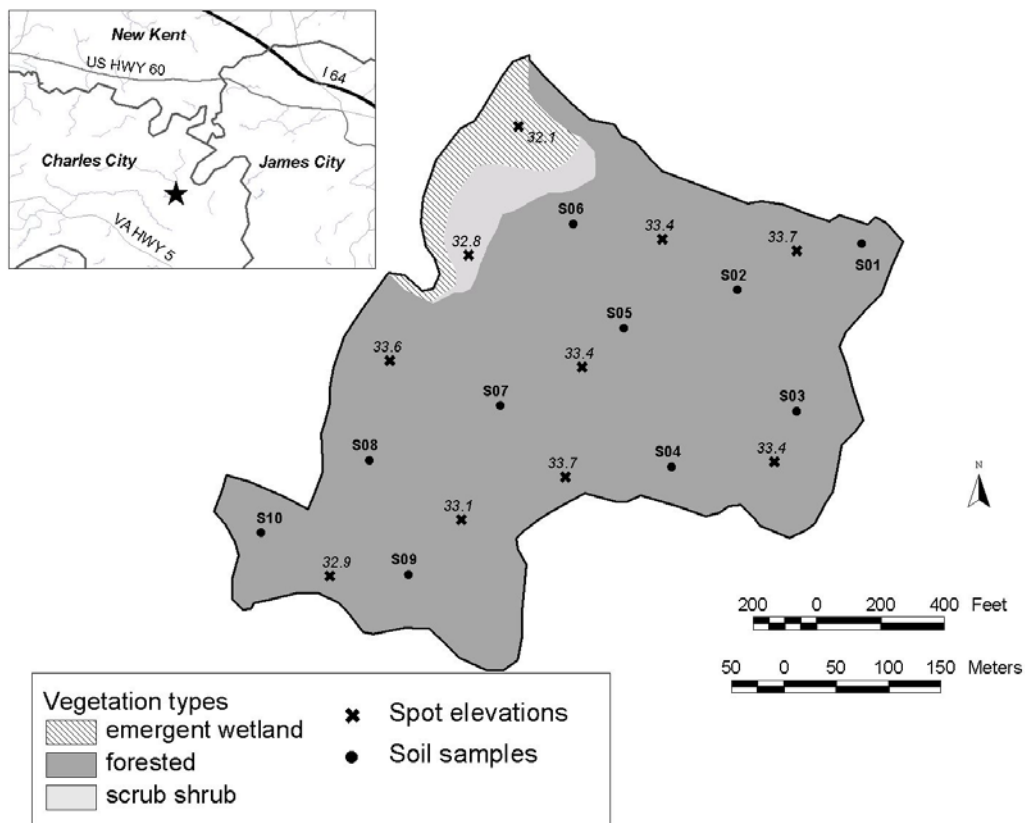 New Kent
US HWY 60
I 64
Charles City
James City
VA HWY 5
32.1
S06
32.8
33.4
33.7
S01
S02
S05
33.6
33.4
S07
S03
S08
S04
33.4
33.7
33.1
S10
32.9
S09
N
200 0 200 400 Feet
50 0 50 100 150 Meters
Vegetation types
emergent wetland
forested
scrub shrub
Spot elevations
Soil samples